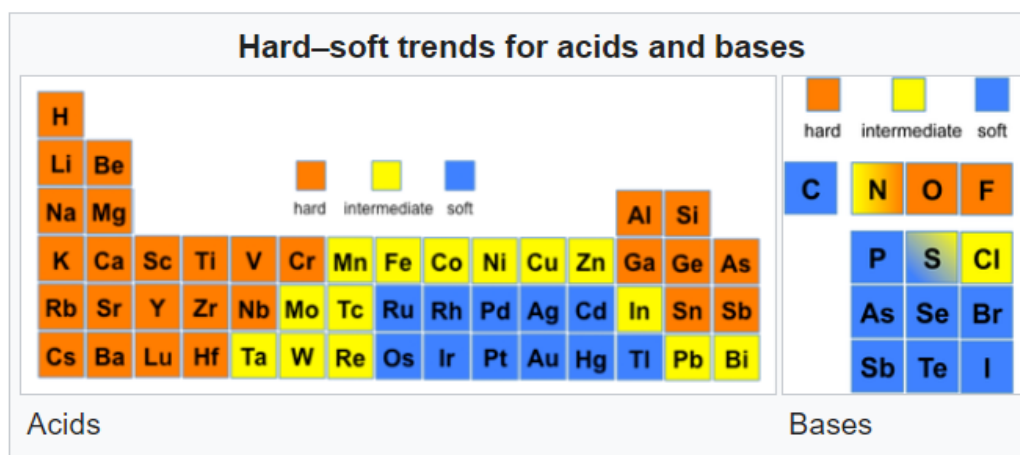 Hard–soft trends for acids and bases
H
Li Be
Na Mg
hard intermediate soft
Al Si
K Ca Sc Ti V Cr Mn Fe Co Ni Cu Zn Ga Ge As
Rb Sr Y Zr Nb Mo Tc Ru Rh Pd Ag Cd In Sn Sb
Cs Ba Lu Hf Ta W Re Os Ir Pt Au Hg Tl Pb Bi
Acids
hard intermediate soft
C N O F
P S Cl
As Se Br
Sb Te I
Bases